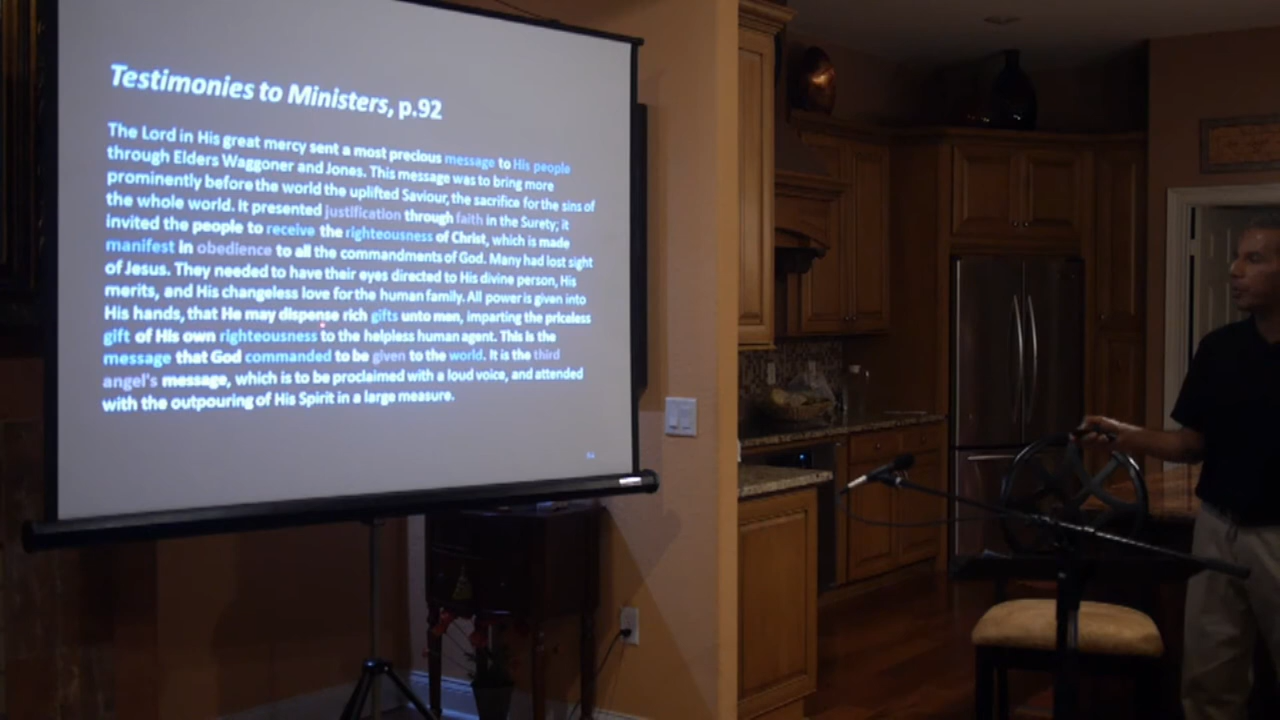 Testimonies to Ministers, p.92
The Lord in His great mercy sent a most precious message to His people
through Elders Waggoner and Jones. This message was to bring more
prominently before the world the uplifted Saviour, the sacrifice for the sins of
the whole world. It presented justification through faith in the Surety; it
invited the people to receive the righteousness of Christ, which is made
manifest in obedience to all the commandments of God. Many had lost sight
of Jesus. They needed to have their eyes directed to His divine person, His
merits, and His changeless love for the human family. All power is given into
His hands, that He may dispense rich gifts unto men, imparting the priceless
gift of His own righteousness to the helpless human agent. This is the
message that God commanded to be given to the world. It is the third
angel's message, which is to be proclaimed with a loud voice, and attended
with the outpouring of His Spirit in a large measure.